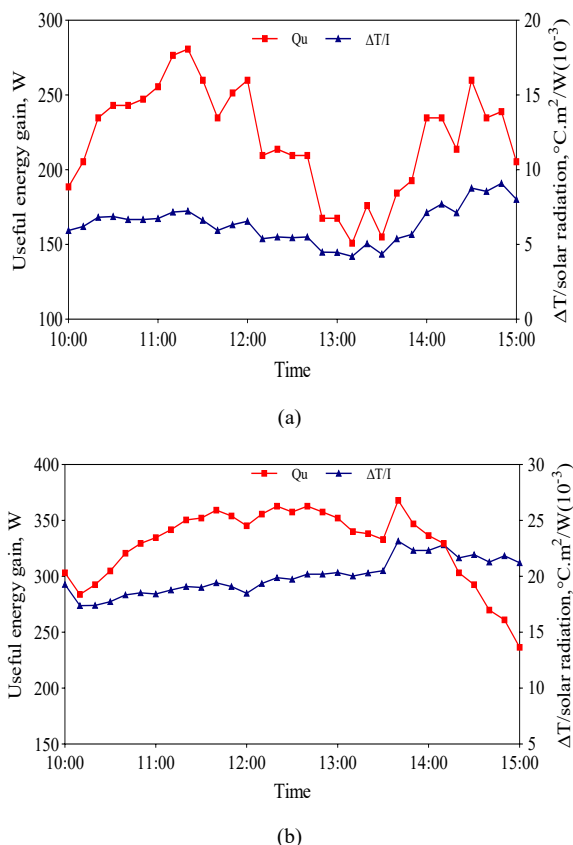 300
250
200
150
100
Useful energy gain, W
Qu
ΔT/I
20
15
10
5
0
ΔT/solar radiation,°C.m²/W(10⁻³)
10:00 11:00 12:00 13:00 14:00 15:00
Time
(a)
400
350
300
250
200
150
Useful energy gain, W
Qu
ΔT/I
30
25
20
15
10
5
ΔT/solar radiation,°C.m²/W(10⁻³)
10:00 11:00 12:00 13:00 14:00 15:00
Time
(b)